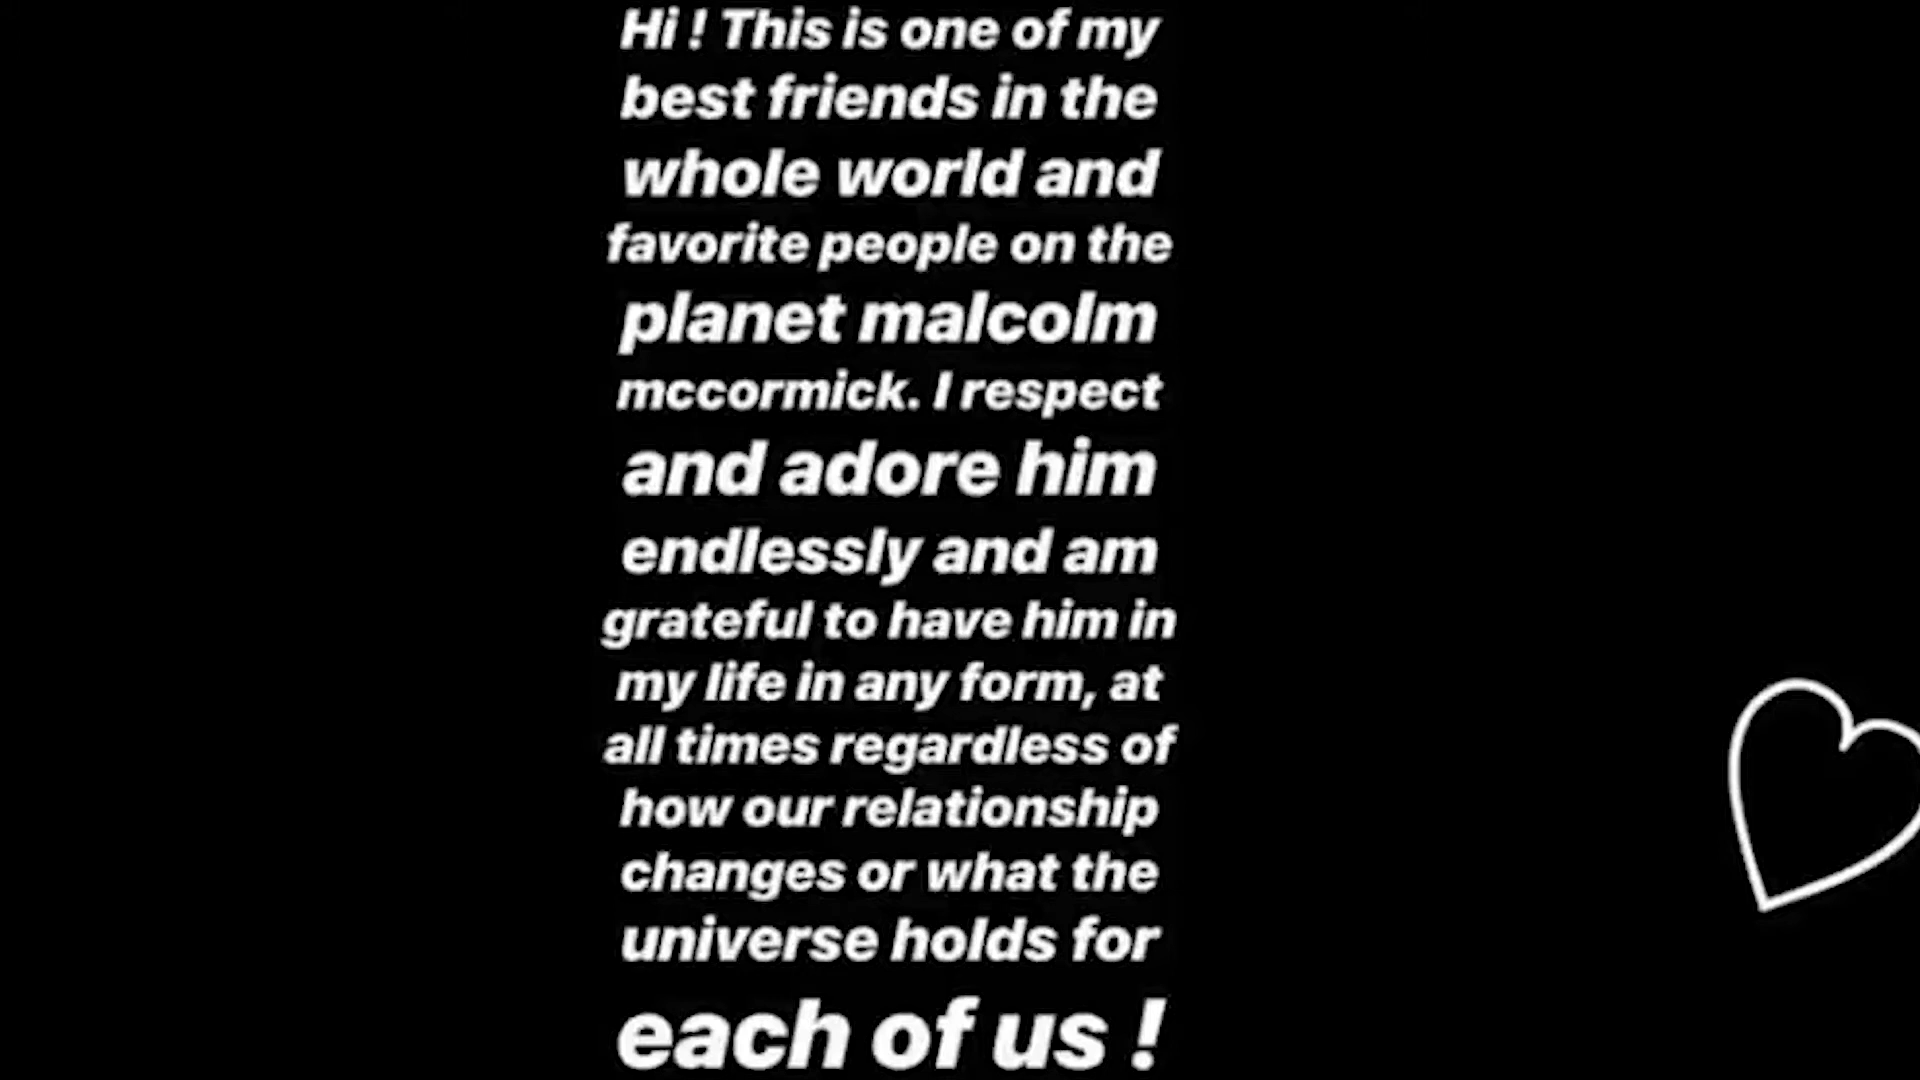 Hi ! This is one of my
best friends in the
whole world and
favorite people on the
planet malcolm
mccormick. I respect
and adore him
endlessly and am
grateful to have him in
my life in any form, at
all times regardless of
how our relationship
changes or what the
universe holds for
each of us !